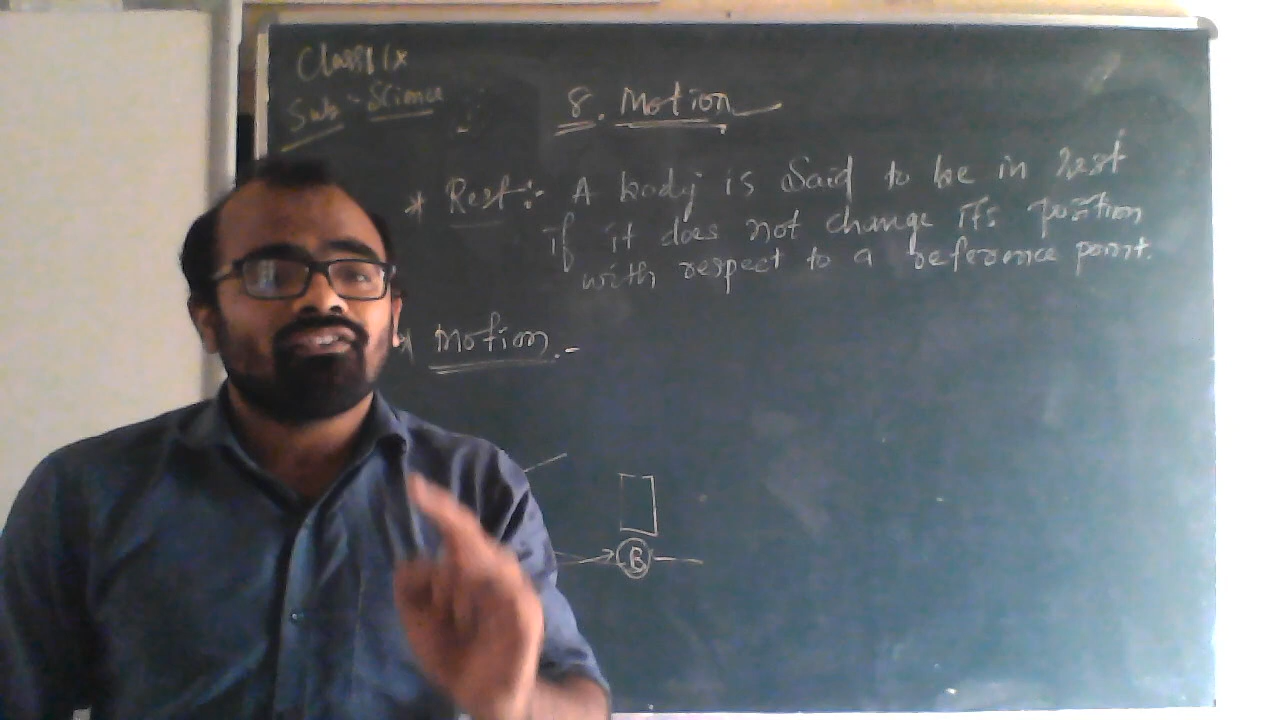 Class IX
Sub - Science
8. Motion
* Rest :- A body is said to be in rest
if it does not change its position
with respect to a reference point.
* Motion :-
B